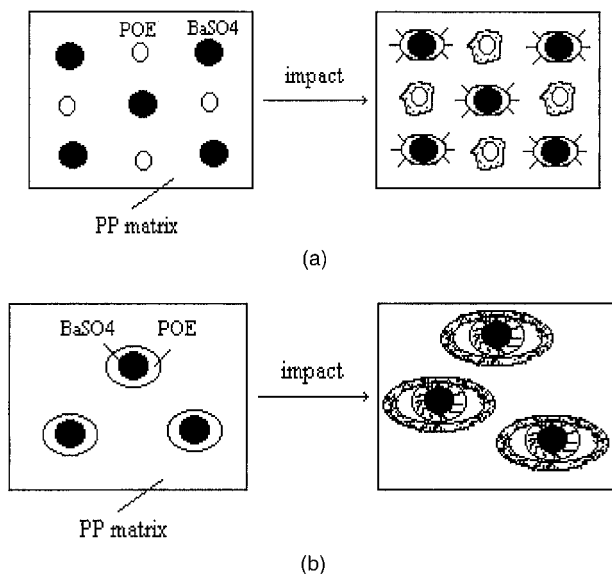 POE BaSO4
impact
PP matrix
(a)
BaSO4 POE
impact
PP matrix
(b)